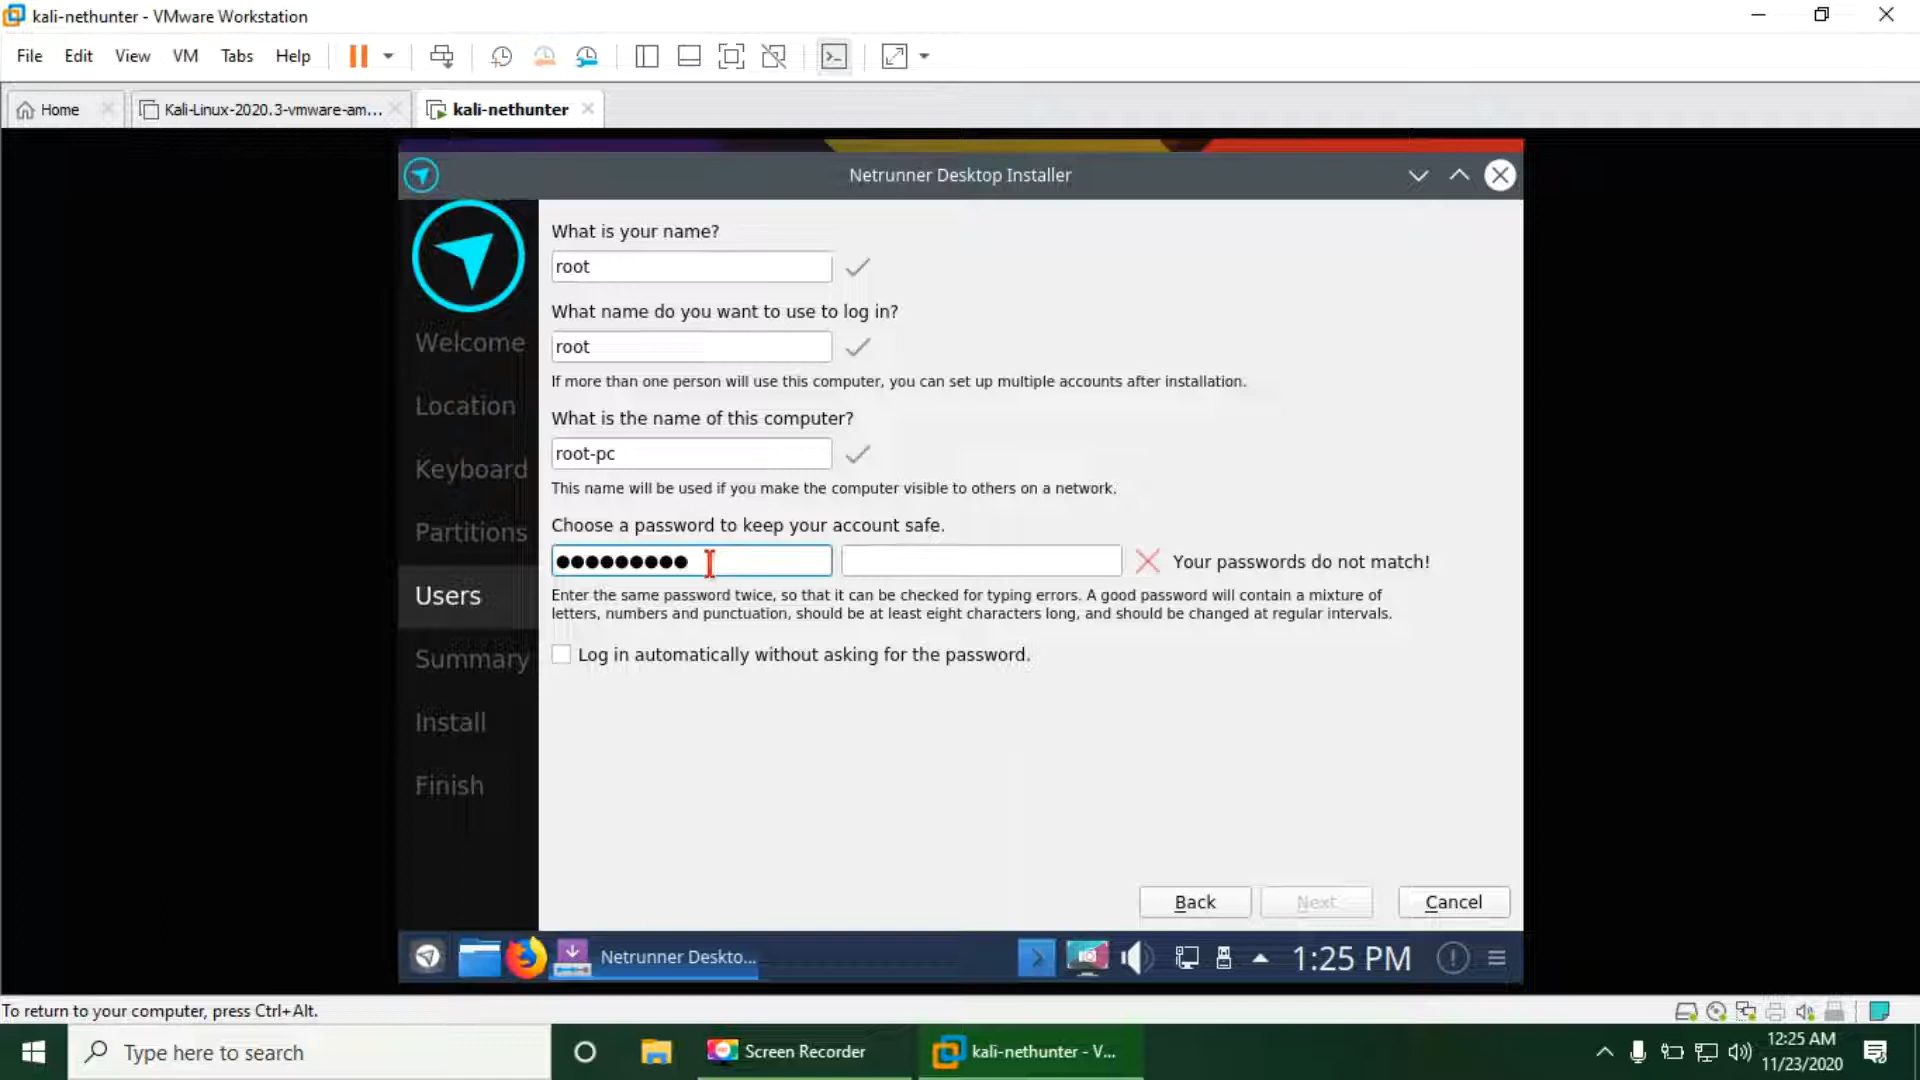 kali-nethunter - VMware Workstation
File Edit View VM Tabs Help
Home Kali-Linux-2020.3-vmware-am... kali-nethunter
Netrunner Desktop Installer
Welcome
Location
Keyboard
Partitions
Users
Summary
Install
Finish
What is your name?
root
What name do you want to use to log in?
root
If more than one person will use this computer, you can set up multiple accounts after installation.
What is the name of this computer?
root-pc
This name will be used if you make the computer visible to others on a network.
Choose a password to keep your account safe.
●●●●●●●●● Your passwords do not match!
Enter the same password twice, so that it can be checked for typing errors. A good password will contain a mixture of
letters, numbers and punctuation, should be at least eight characters long, and should be changed at regular intervals.
Log in automatically without asking for the password.
Back Next Cancel
Netrunner Deskto... 1:25 PM
To return to your computer, press Ctrl+Alt.
Type here to search Screen Recorder kali-nethunter - V... 12:25 AM
11/23/2020